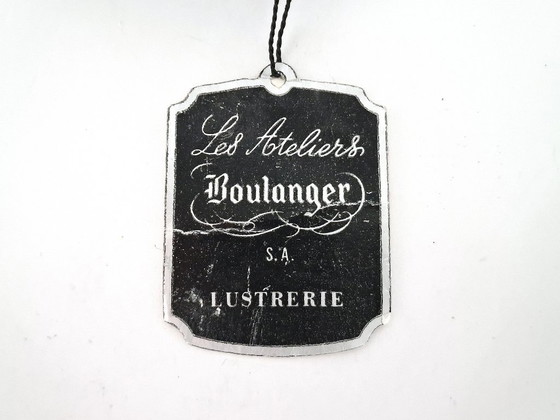 Les Ateliers
Boulanger
S.A.
LUSTRERIE